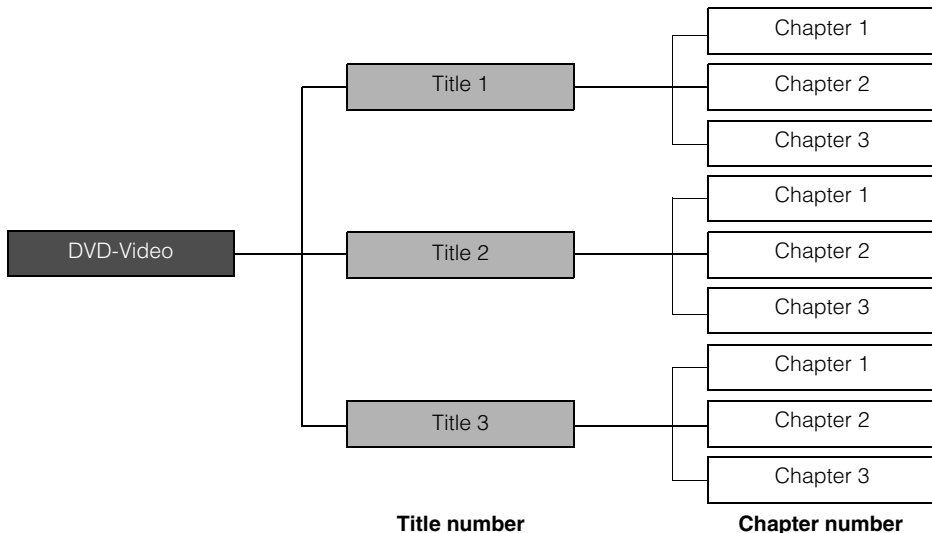 DVD-Video
Title 1
Chapter 1
Chapter 2
Chapter 3
Title 2
Chapter 1
Chapter 2
Chapter 3
Title 3
Chapter 1
Chapter 2
Chapter 3
Title number
Chapter number